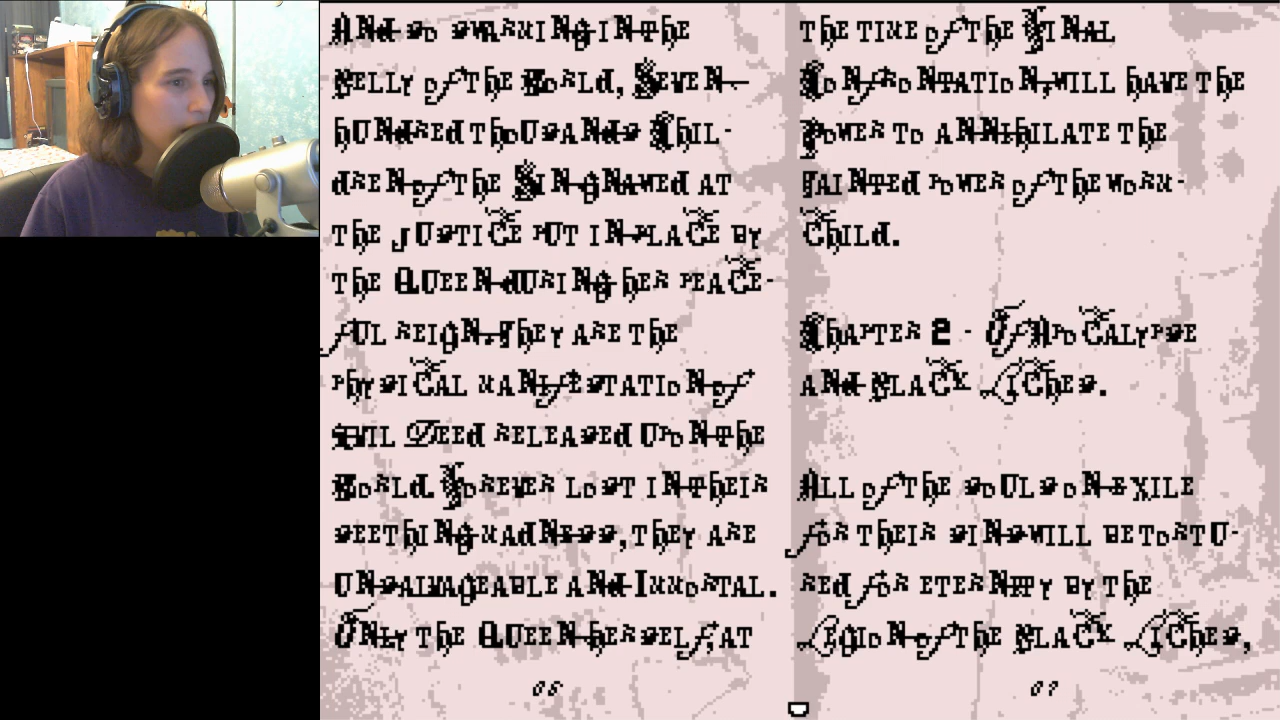 And so swarming in the
Belly of the World, Seven-
hundred thousands Chil-
dren of the Sin gnawed at
the justice put in place by
the Queen during her peace-
ful reign. They are the
physical manifestation of
Evil Deed released upon the
World. Forever lost in their
seething madness, they are
unsalvageable and Immortal.
Only the Queen herself, at
06
the time of the Final
Confrontation, will have the
Power to annihilate the
Tainted power of the worm-
Child.
Chapter 2 - Of Apocalypse
and Black Liches.
All of the souls on exile
for their sins will be tortu-
red for eternity by the
Legion of the Black Liches,
07